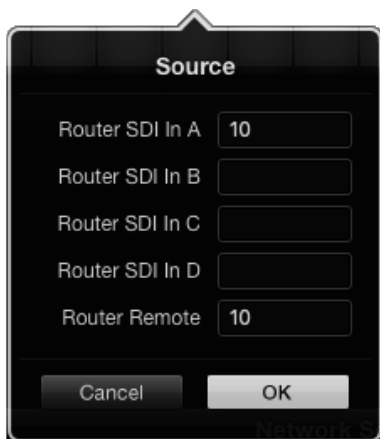 Source
Router SDI In A 10
Router SDI In B
Router SDI In C
Router SDI In D
Router Remote 10
Cancel OK
Network S